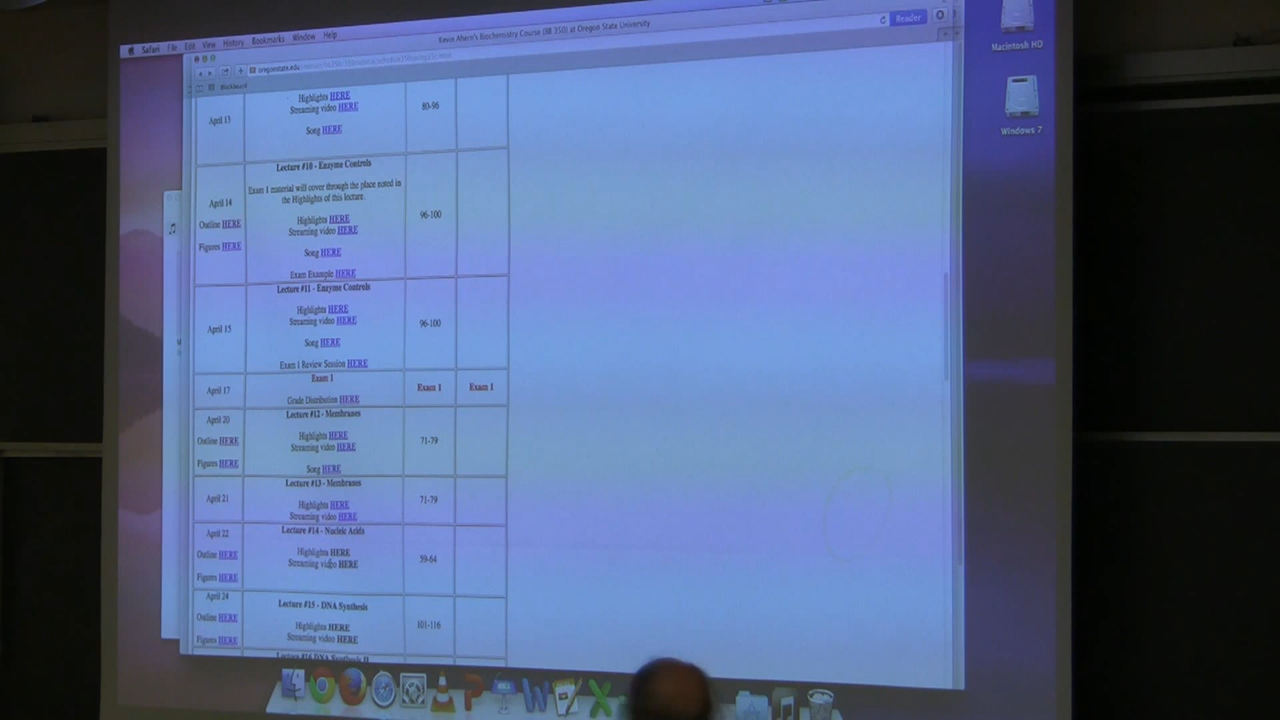 Safari File Edit View History Bookmarks Window Help
Kevin Ahern's Biochemistry Course (BB 350) at Oregon State University
Reader
Macintosh HD
Windows 7
Highlights HERE
Streaming video HERE
April 13
80-96
Song HERE
Lecture #10 - Enzyme Controls
Exam 1 material will cover through the place noted in
the Highlights of this lecture.
April 14
Outline HERE
Figures HERE
Highlights HERE
Streaming video HERE
96-100
Song HERE
Exam Example HERE
Lecture #11 - Enzyme Controls
Highlights HERE
Streaming video HERE
April 15
96-100
Song HERE
Exam 1 Review Session HERE
April 17
Exam 1
Grade Distribution HERE
Exam 1
Exam 1
April 20
Outline HERE
Figures HERE
Lecture #12 - Membranes
Highlights HERE
Streaming video HERE
Song HERE
71-79
April 21
Lecture #13 - Membranes
Highlights HERE
Streaming video HERE
71-79
April 22
Outline HERE
Figures HERE
Lecture #14 - Nucleic Acids
Highlights HERE
Streaming video HERE
59-64
April 24
Outline HERE
Figures HERE
Lecture #15 - DNA Synthesis
Highlights HERE
Streaming video HERE
101-116
Lecture #16 DNA Synthesis II